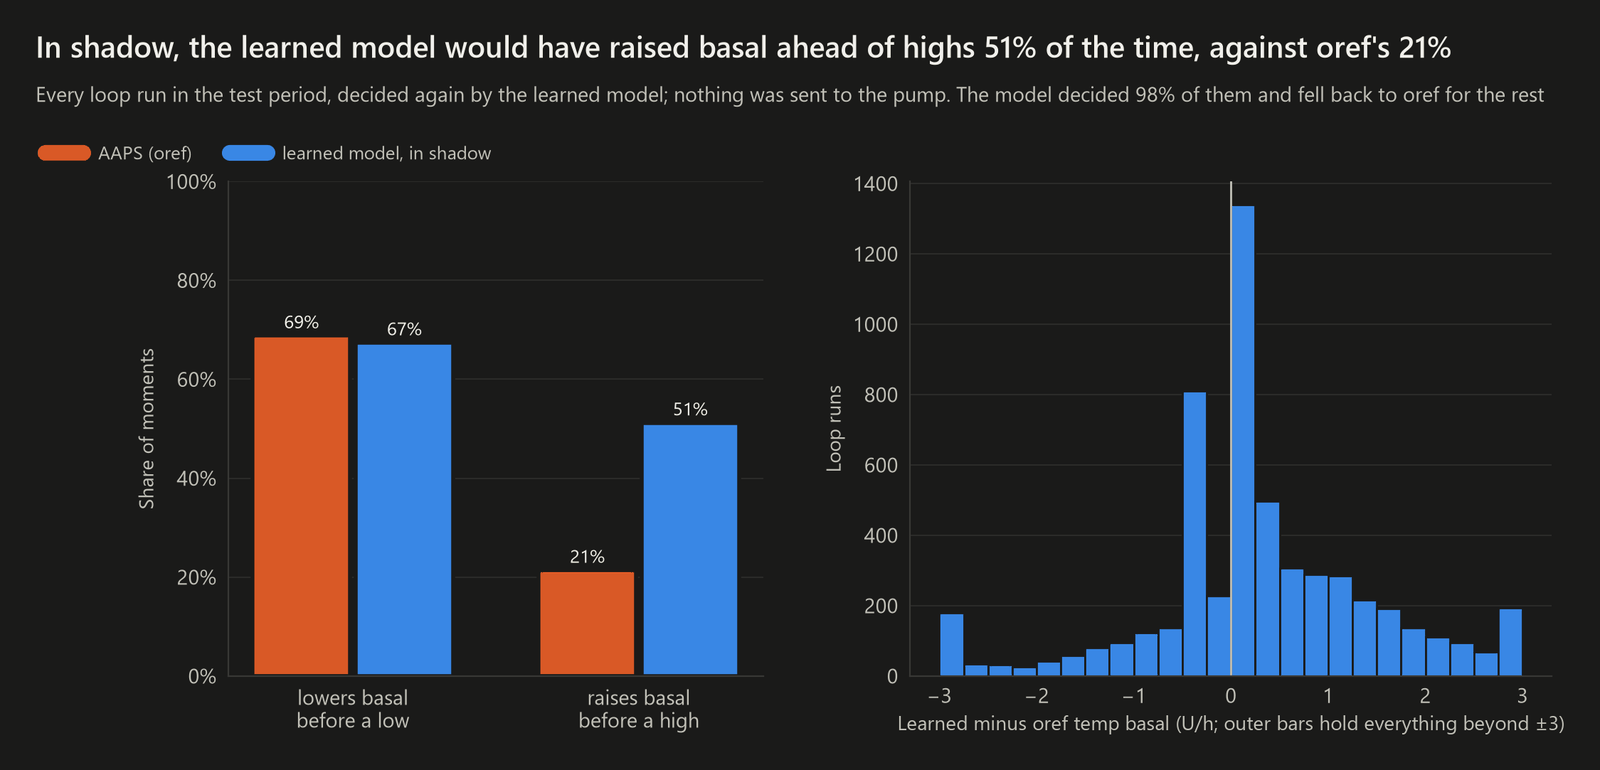 In shadow, the learned model would have raised basal ahead of highs 51% of the time, against oref's 21%
Every loop run in the test period, decided again by the learned model; nothing was sent to the pump. The model decided 98% of them and fell back to oref for the rest
AAPS (oref)
learned model, in shadow
100%
80%
60%
40%
20%
0%
Share of moments
69%
67%
21%
51%
lowers basal
before a low
raises basal
before a high
1400
1200
1000
800
600
400
200
0
Loop runs
−3
−2
−1
0
1
2
3
Learned minus oref temp basal (U/h; outer bars hold everything beyond ±3)